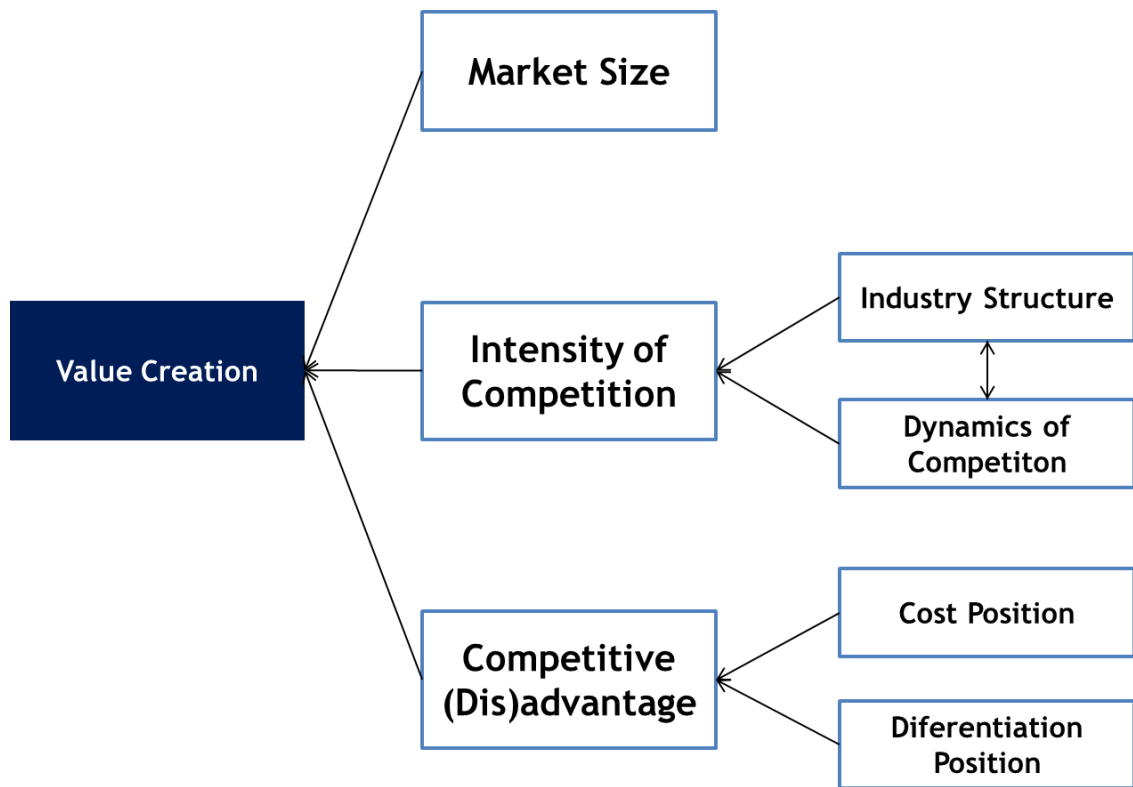 Market Size
Industry Structure
Value Creation
Intensity of
Competition
Dynamics of
Competiton
Cost Position
Competitive
(Dis)advantage
Diferentiation
Position